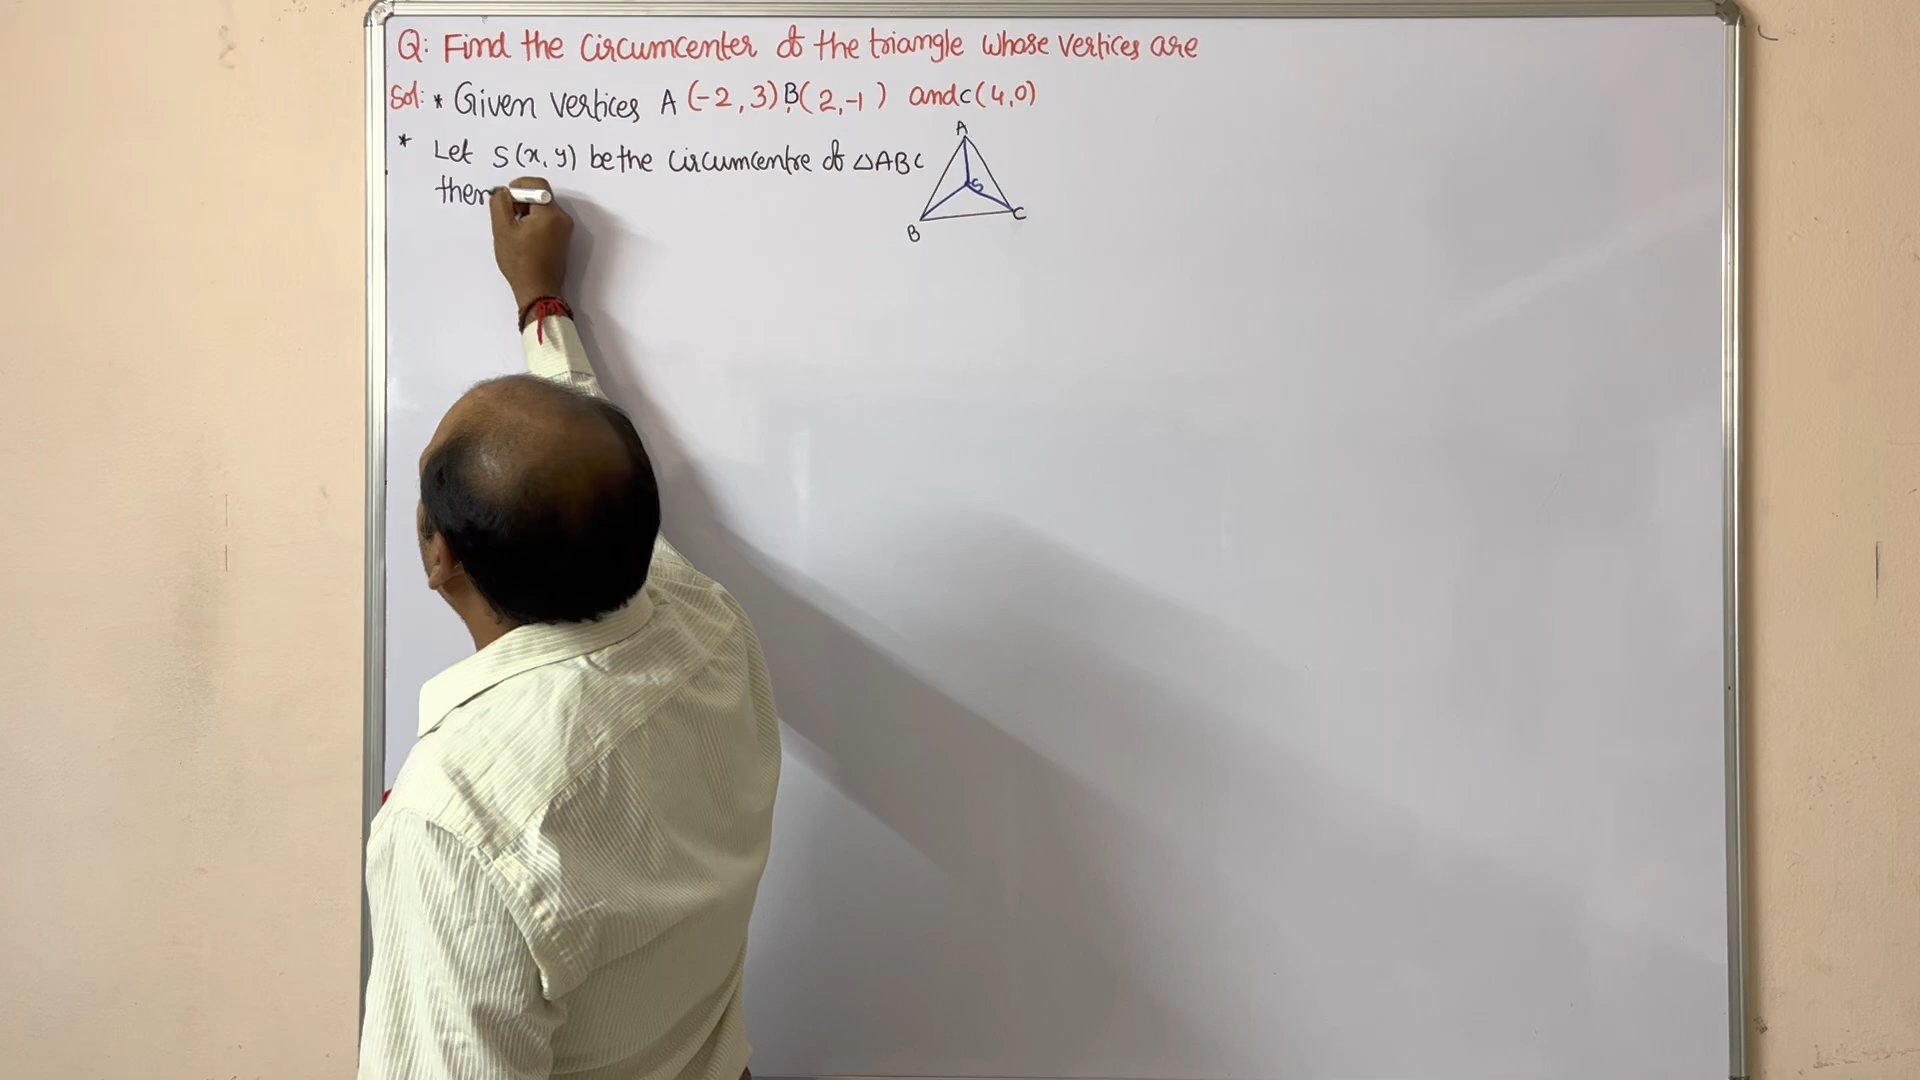 Q: Find the Circumcenter of the triangle whose vertices are
Sol: * Given vertices A (-2, 3), B( 2, -1 ) and C (4,0)
* Let S(x, y) be the Circumcentre of △ABC
then
A
S
B
C